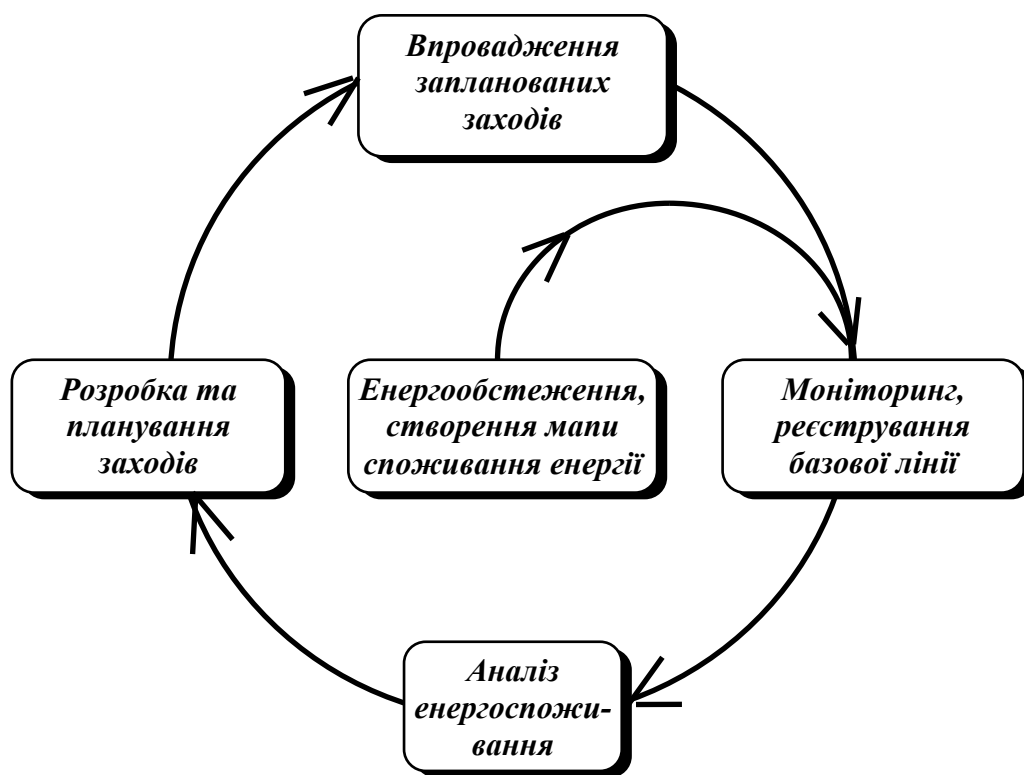 Впровадження
запланованих
заходів
Розробка та
планування
заходів
Енергообстеження,
створення мапи
споживання енергії
Моніторинг,
реєстрування
базової лінії
Аналіз
енергоспожи-
вання